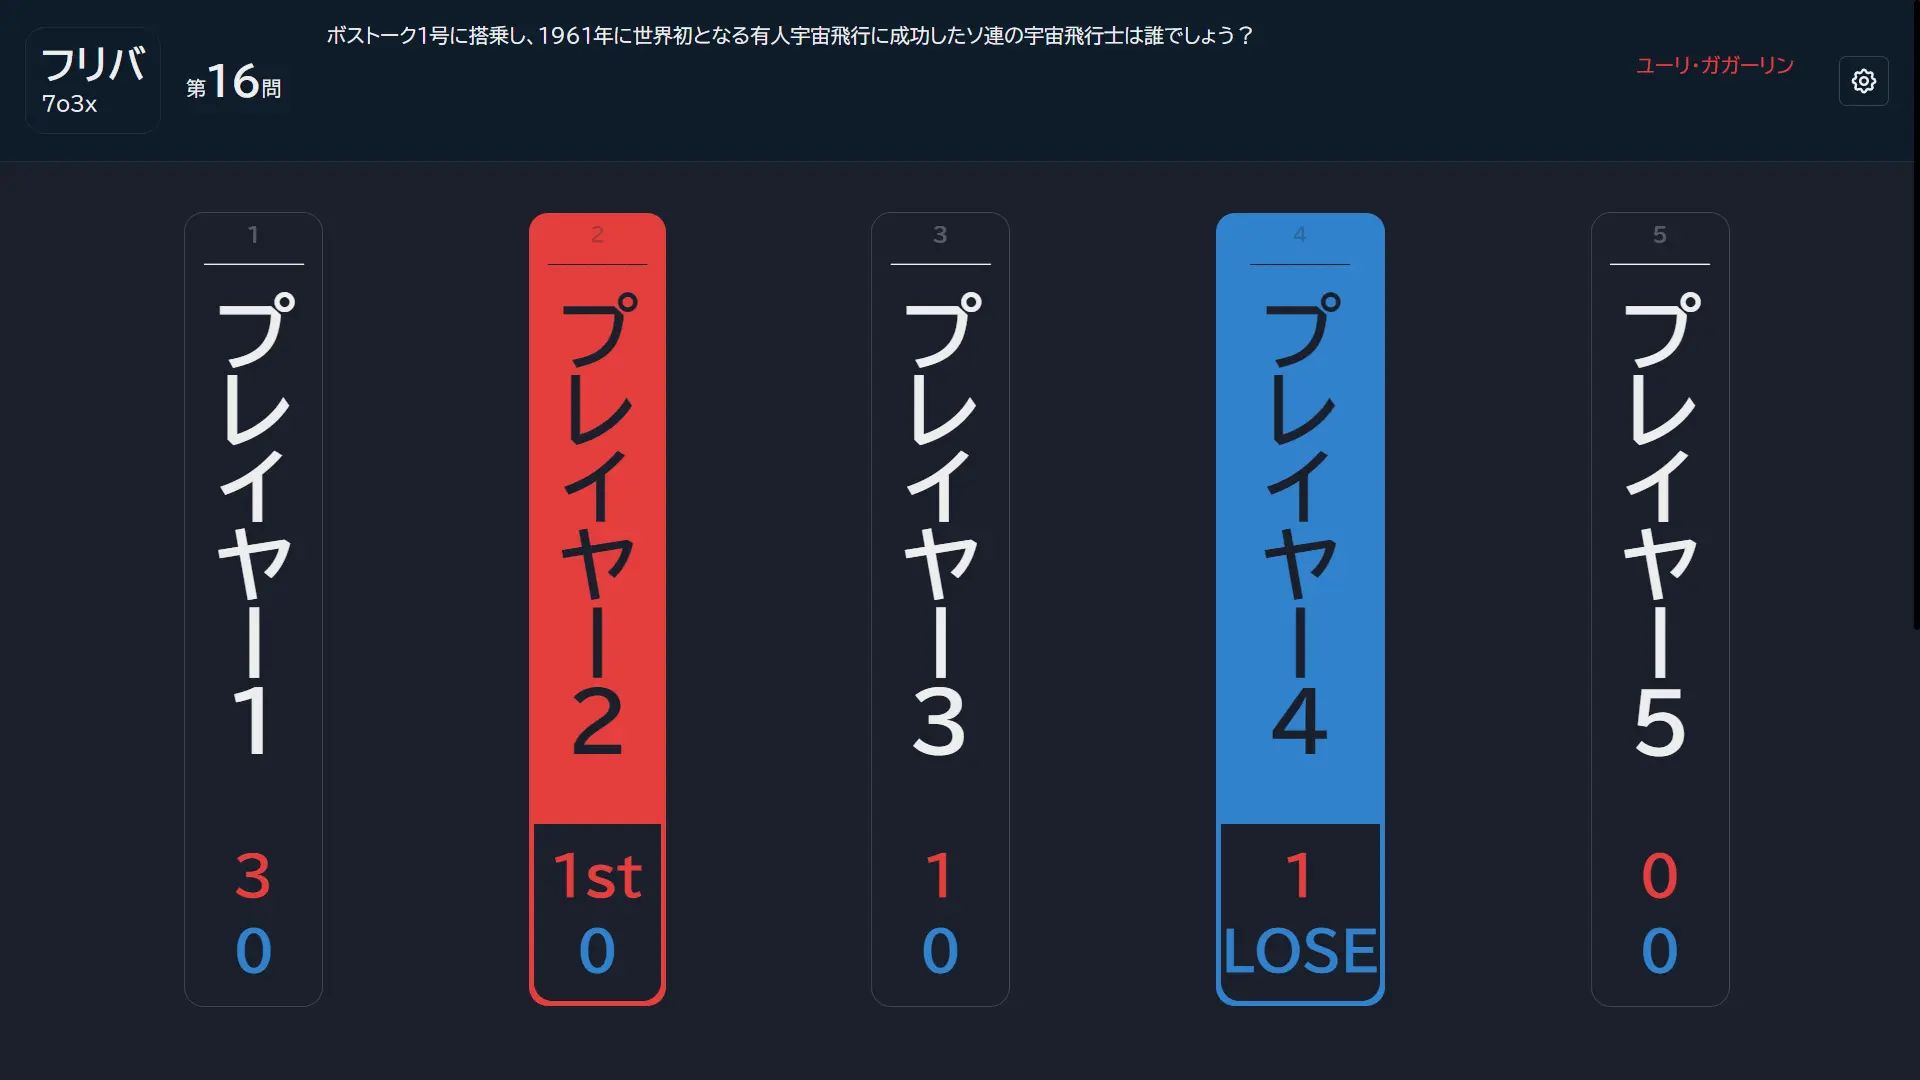 フリバ
7o3x
第16問
ボストーク1号に搭乗し、1961年に世界初となる有人宇宙飛行に成功したソ連の宇宙飛行士は誰でしょう？
ユーリ・ガガーリン
1
プレイヤー1
3
0
2
プレイヤー2
1st
0
3
プレイヤー3
1
0
4
プレイヤー4
1
LOSE
5
プレイヤー5
0
0